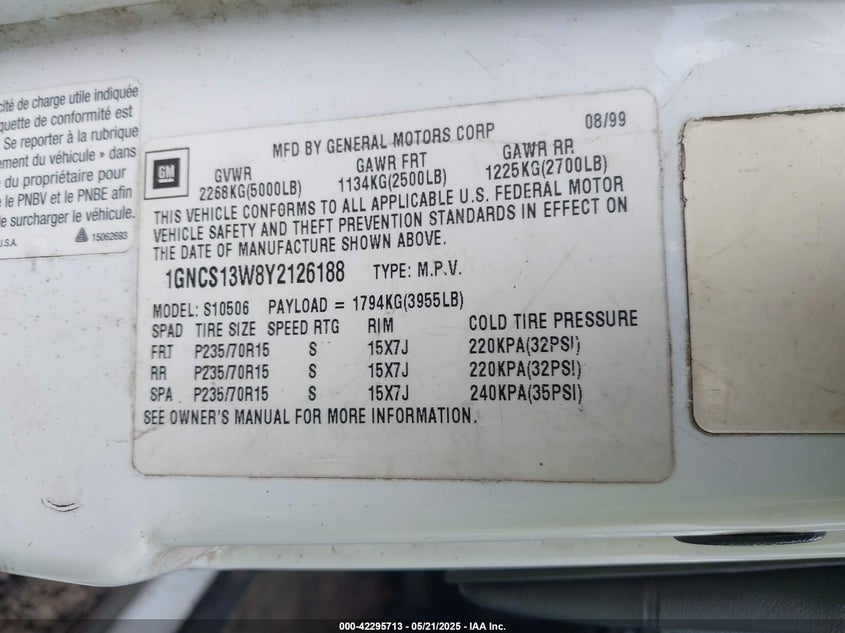 cité de charge utile indiquée
quette de conformité est
Se reporter à la rubrique
ement du véhicule » dans
du propriétaire pour
le PNBV et le PNBE afin
e surcharger le véhicule.
U.S.A. 15062693
MFD BY GENERAL MOTORS CORP 08/99
GM
GVWR GAWR FRT GAWR RR
2268KG(5000LB) 1134KG(2500LB) 1225KG(2700LB)
THIS VEHICLE CONFORMS TO ALL APPLICABLE U.S. FEDERAL MOTOR
VEHICLE SAFETY AND THEFT PREVENTION STANDARDS IN EFFECT ON
THE DATE OF MANUFACTURE SHOWN ABOVE.
1GNCS13W8Y2126188 TYPE: M.P.V.
MODEL: S10506 PAYLOAD = 1794KG(3955LB)
SPAD TIRE SIZE SPEED RTG RIM COLD TIRE PRESSURE
FRT P235/70R15 S 15X7J 220KPA(32PSI)
RR P235/70R15 S 15X7J 220KPA(32PSI)
SPA P235/70R15 S 15X7J 240KPA(35PSI)
SEE OWNER'S MANUAL FOR MORE INFORMATION.
000-42295713 - 05/21/2025 - IAA Inc.